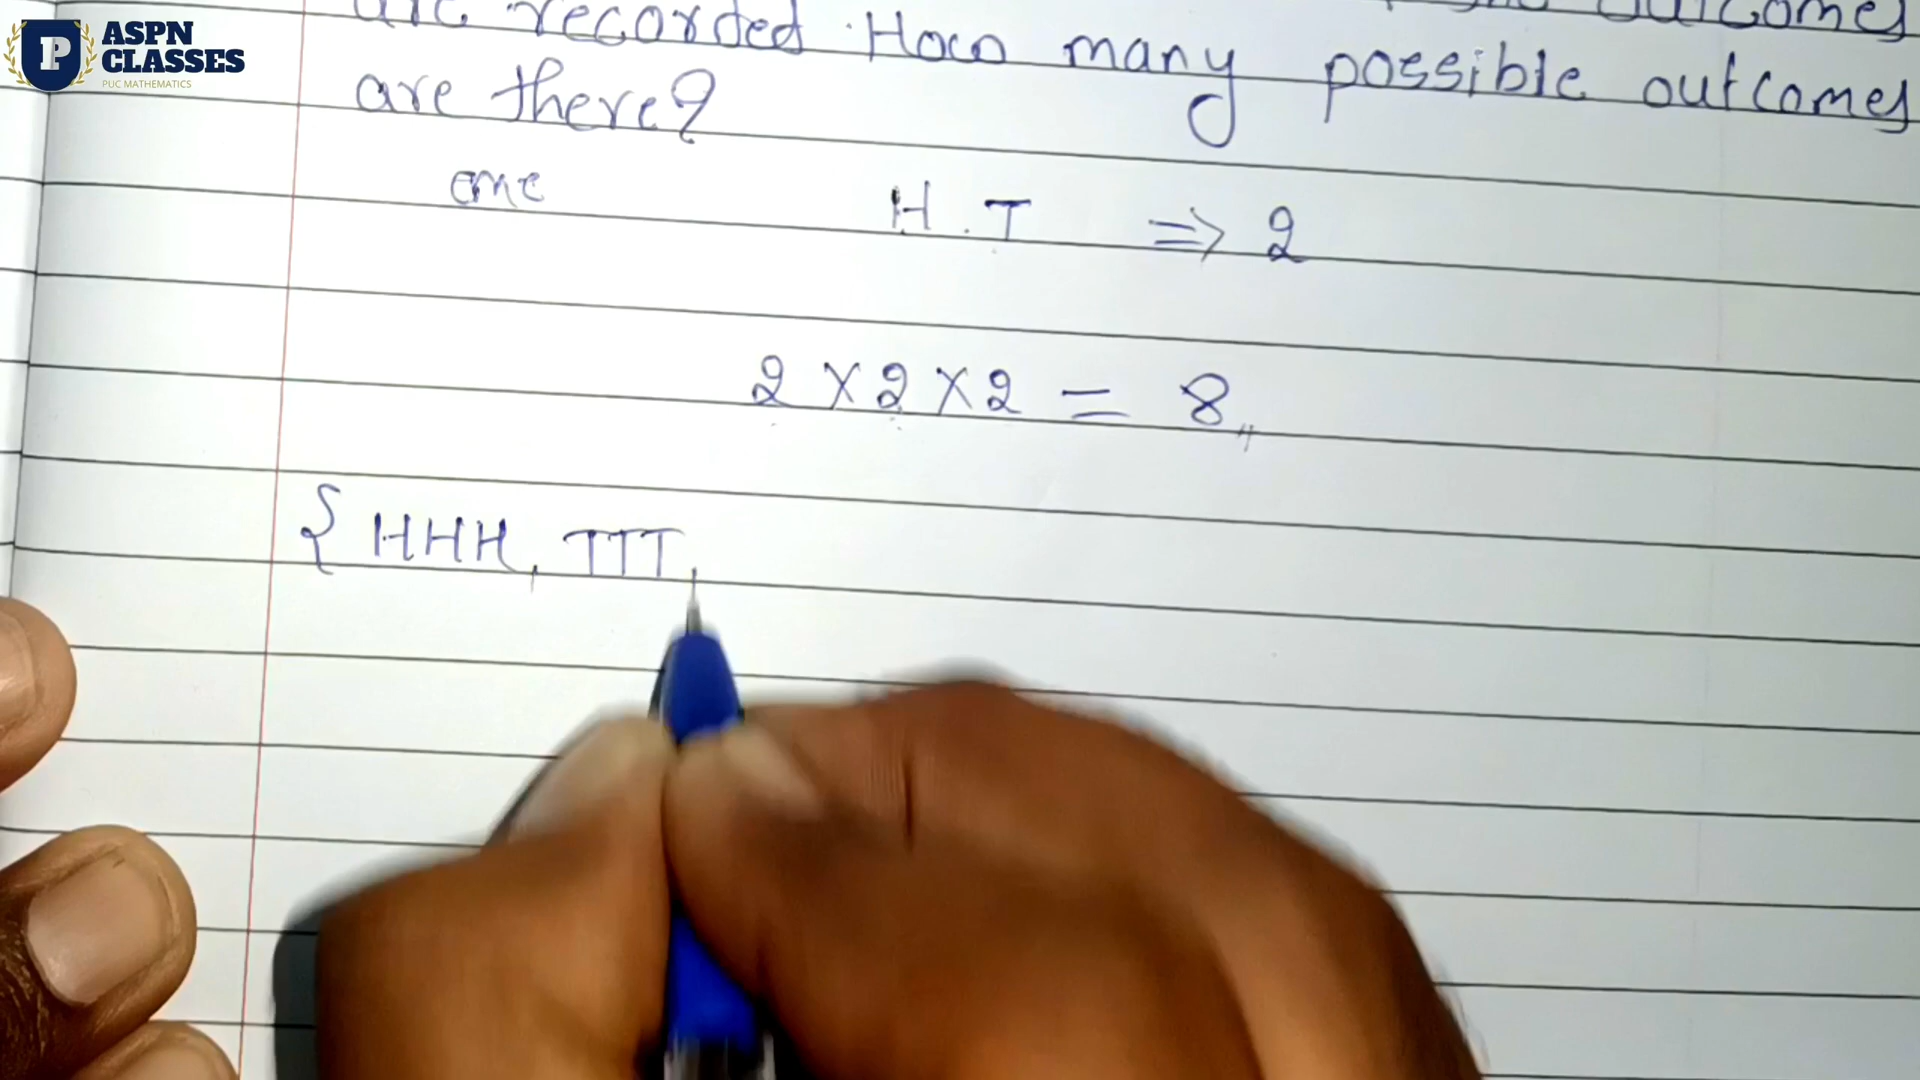 ASPN
CLASSES
PUC MATHEMATICS
P
are recorded. How many possible outcomes
are there?
one H, T => 2
2 X 2 X 2 = 8,,
{ HHH, TTT,